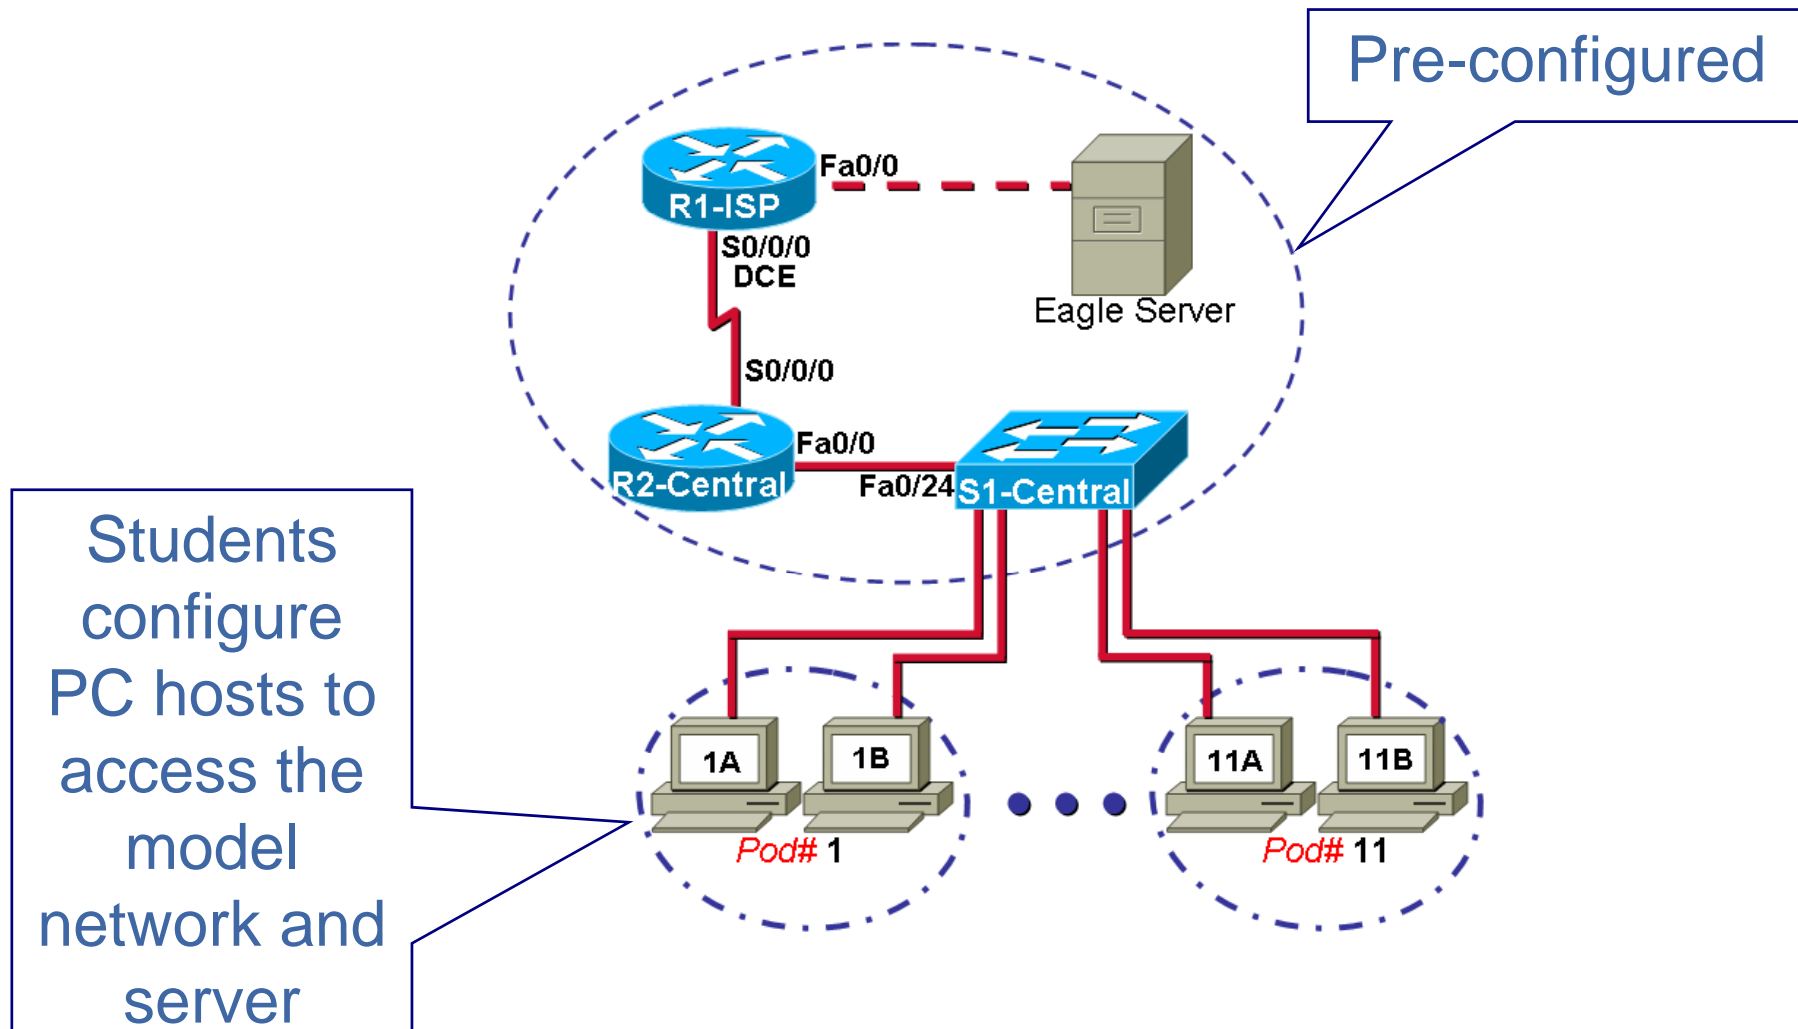 Pre-configured
Fa0/0
R1-ISP
S0/0/0
DCE
Eagle Server
S0/0/0
Fa0/0
R2-Central
Fa0/24
S1-Central
Students
configure
PC hosts to
access the
model
network and
server
1A
1B
11A
11B
Pod# 1
Pod# 11